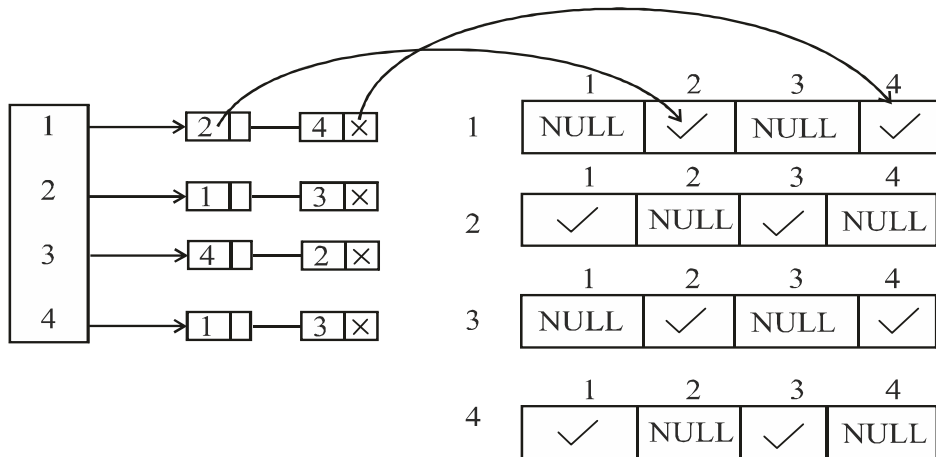 1 2 3 4
1 2 4 × 1 NULL ✓ NULL ✓
1 2 3 4
2 1 3 × 2 ✓ NULL ✓ NULL
3 4 2 ×
1 2 3 4
4 1 3 × 3 NULL ✓ NULL ✓
1 2 3 4
4 ✓ NULL ✓ NULL